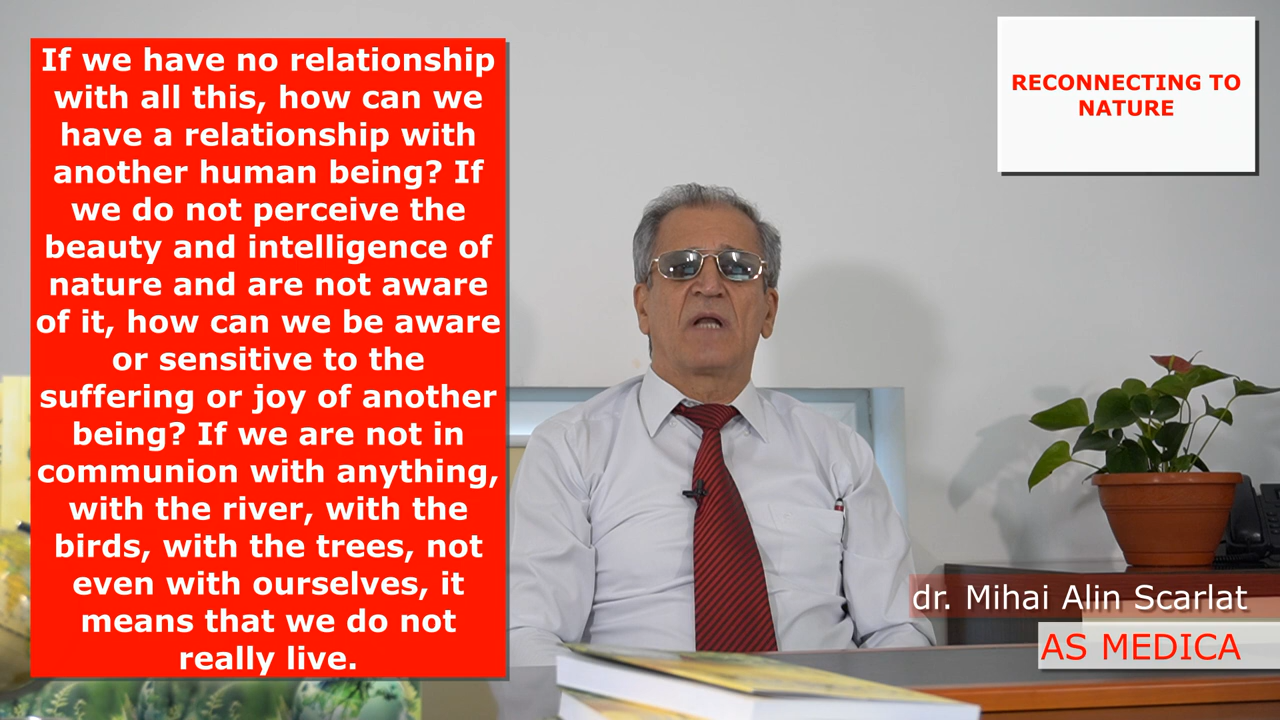 If we have no relationship
with all this, how can we
have a relationship with
another human being? If
we do not perceive the
beauty and intelligence of
nature and are not aware
of it, how can we be aware
or sensitive to the
suffering or joy of another
being? If we are not in
communion with anything,
with the river, with the
birds, with the trees, not
even with ourselves, it
means that we do not
really live.
RECONNECTING TO
NATURE
dr. Mihai Alin Scarlat
AS MEDICA